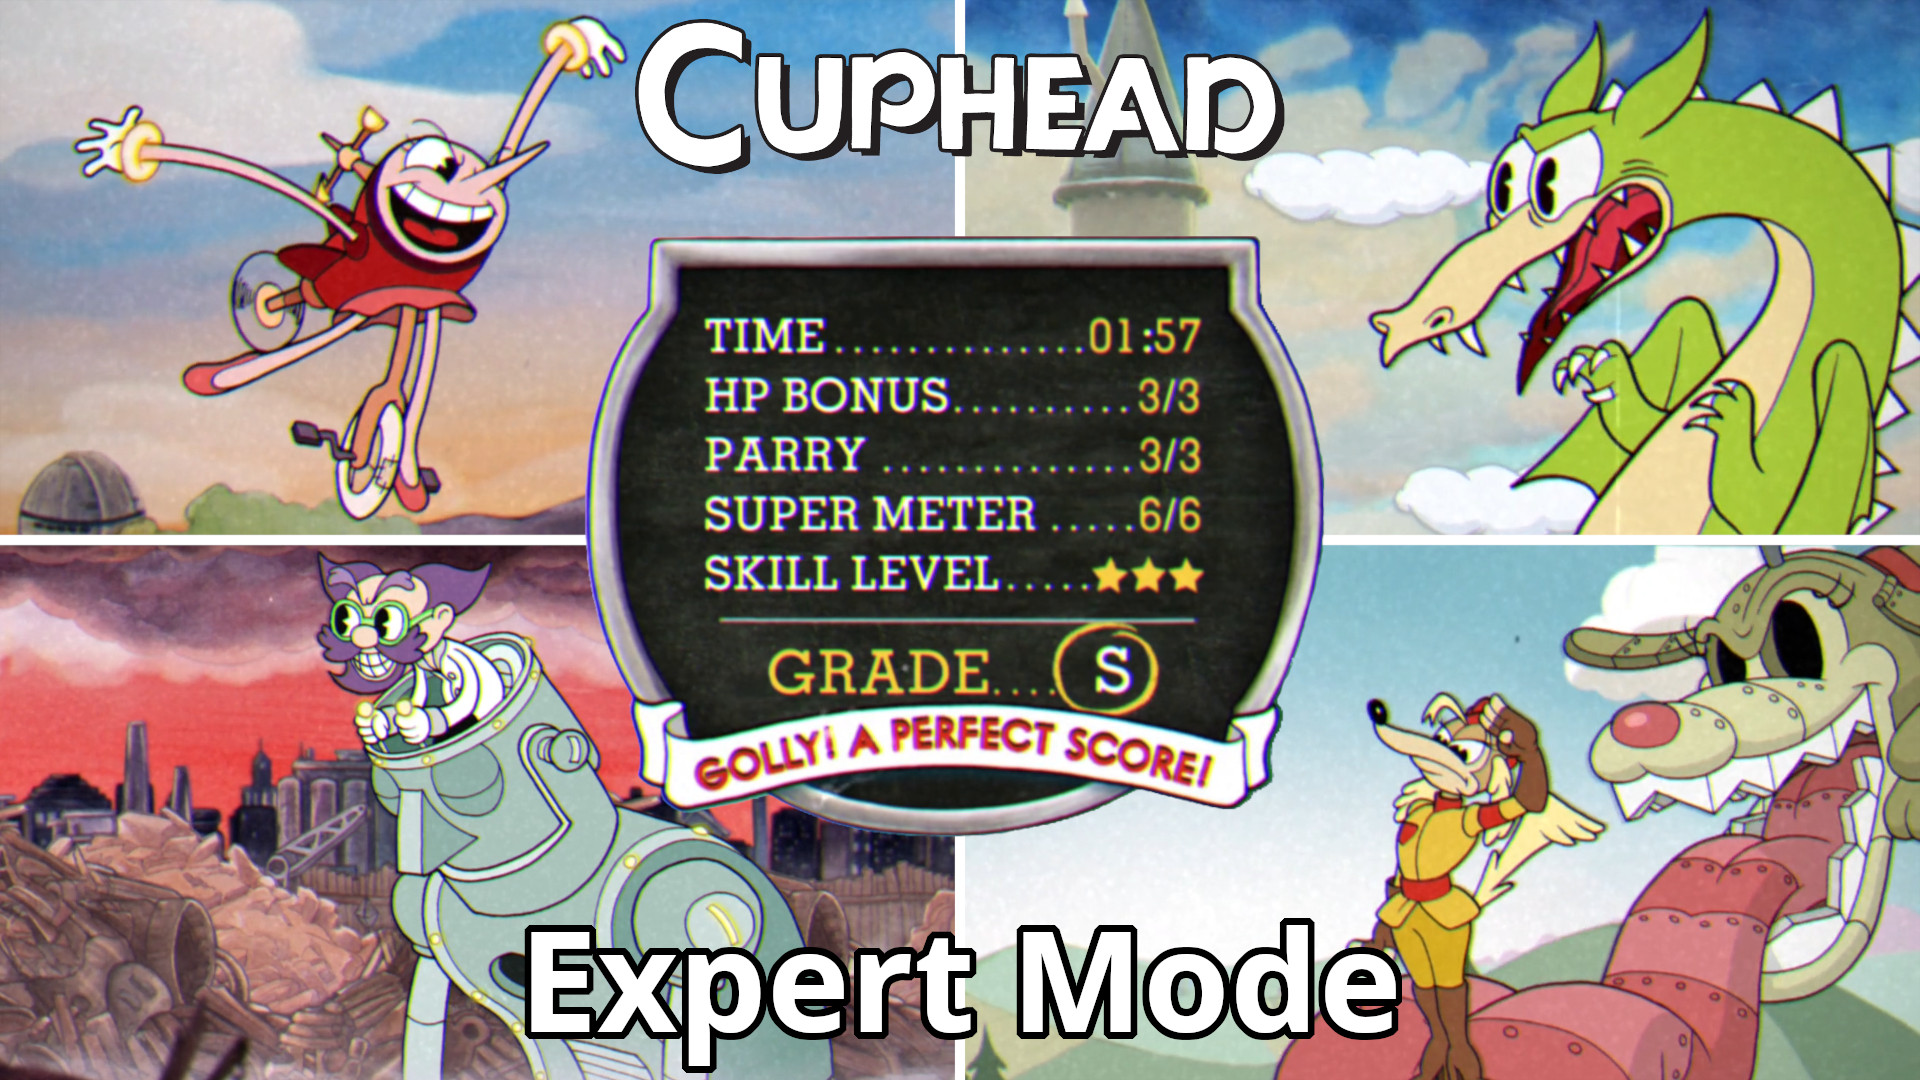 CUPHEAD
TIME..............01:57
HP BONUS..........3/3
PARRY ..............3/3
SUPER METER .....6/6
SKILL LEVEL.....★★★
GRADE.... S
GOLLY! A PERFECT SCORE!
Expert Mode